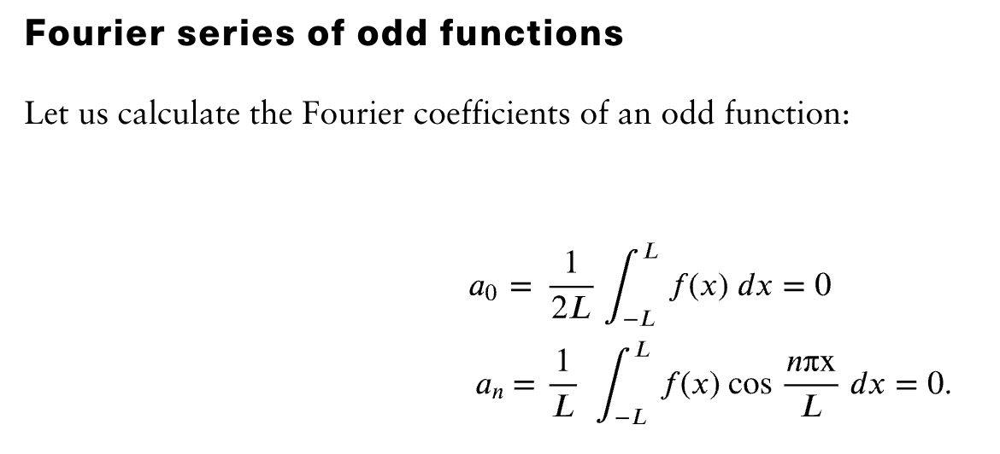 Fourier series of odd functions
Let us calculate the Fourier coefficients of an odd function:
a₀ = 1/2L ∫_{-L}^{L} f(x) dx = 0
aₙ = 1/L ∫_{-L}^{L} f(x) cos nπx/L dx = 0.